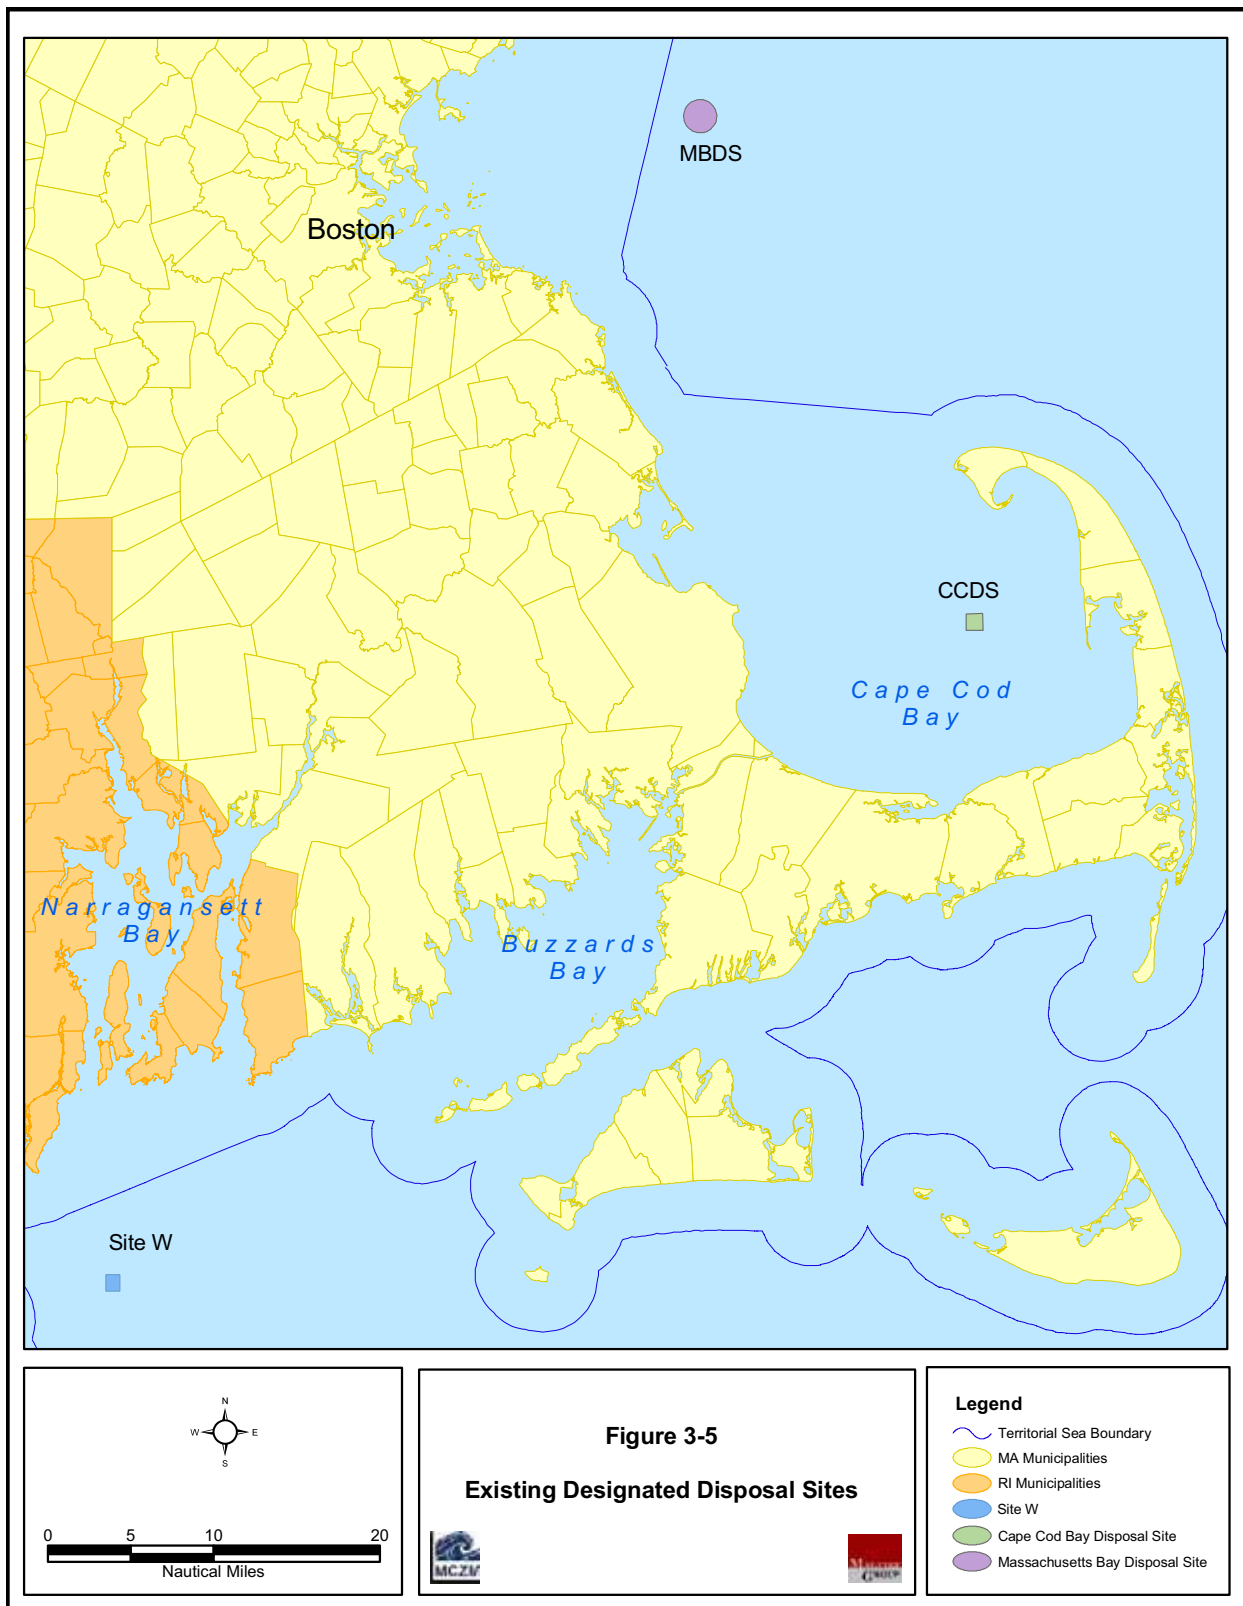 MBDS
Boston
CCDS
Cape Cod
Bay
Narragansett
Bay
Buzzards
Bay
Site W
N
W E
S
0 5 10 20
Nautical Miles
Figure 3-5
Existing Designated Disposal Sites
MCZM
MAGUIRE
GROUP
Legend
Territorial Sea Boundary
MA Municipalities
RI Municipalities
Site W
Cape Cod Bay Disposal Site
Massachusetts Bay Disposal Site